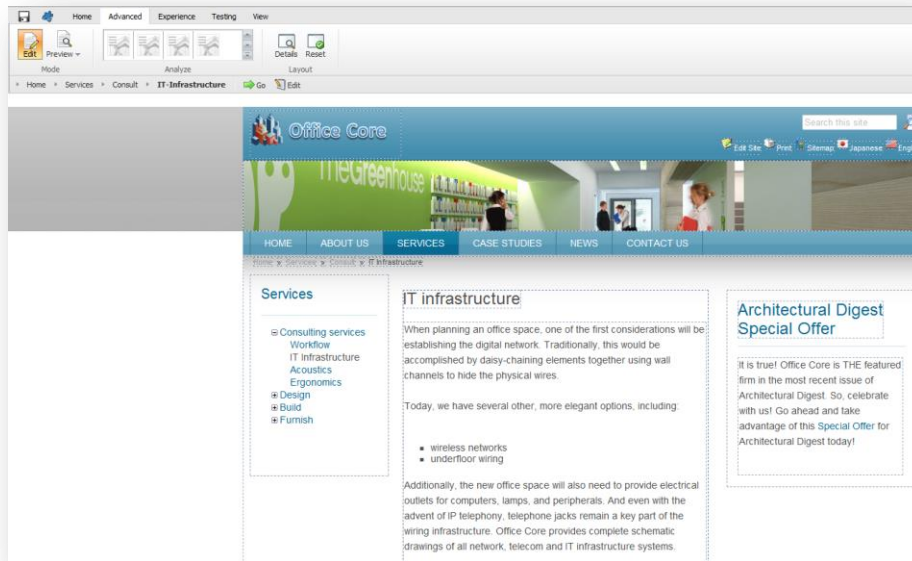 Home Advanced Experience Testing View
Edit Preview Details Reset
Mode Analyze Layout
Home Services Consult IT-Infrastructure Go Edit
Office Core
Search this site
Edit Site Print Sitemap Japanese
TheGreenhouse
HOME ABOUT US SERVICES CASE STUDIES NEWS CONTACT US
Home Services Consult IT Infrastructure
Services
Consulting services
Workflow
IT Infrastructure
Acoustics
Ergonomics
Design
Build
Furnish
IT infrastructure
When planning an office space, one of the first considerations will be
establishing the digital network. Traditionally, this would be
accomplished by daisy-chaining elements together using wall
channels to hide the physical wires.
Today, we have several other, more elegant options, including:
wireless networks
underfloor wiring
Additionally, the new office space will also need to provide electrical
outlets for computers, lamps, and peripherals. And even with the
advent of IP telephony, telephone jacks remain a key part of the
wiring infrastructure. Office Core provides complete schematic
drawings of all network, telecom and IT infrastructure systems.
Architectural Digest
Special Offer
It is true! Office Core is THE featured
firm in the most recent issue of
Architectural Digest. So, celebrate
with us! Go ahead and take
advantage of this Special Offer for
Architectural Digest today!